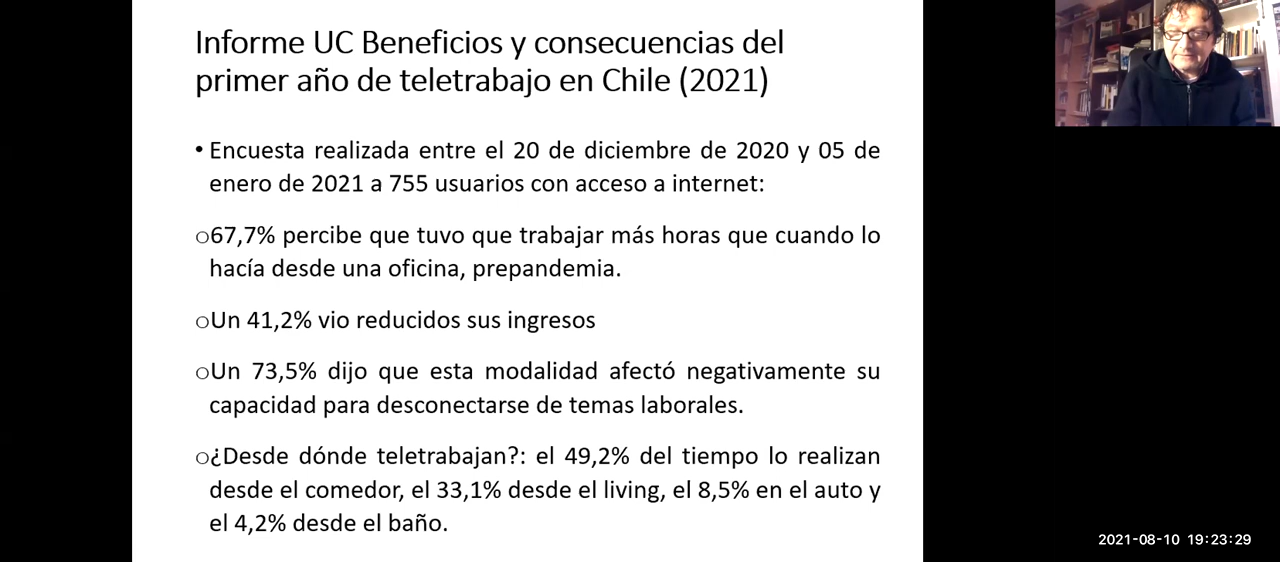 Informe UC Beneficios y consecuencias del
primer año de teletrabajo en Chile (2021)
• Encuesta realizada entre el 20 de diciembre de 2020 y 05 de
enero de 2021 a 755 usuarios con acceso a internet:
○67,7% percibe que tuvo que trabajar más horas que cuando lo
hacía desde una oficina, prepandemia.
○Un 41,2% vio reducidos sus ingresos
○Un 73,5% dijo que esta modalidad afectó negativamente su
capacidad para desconectarse de temas laborales.
○¿Desde dónde teletrabajan?: el 49,2% del tiempo lo realizan
desde el comedor, el 33,1% desde el living, el 8,5% en el auto y
el 4,2% desde el baño.
2021-08-10 19:23:29